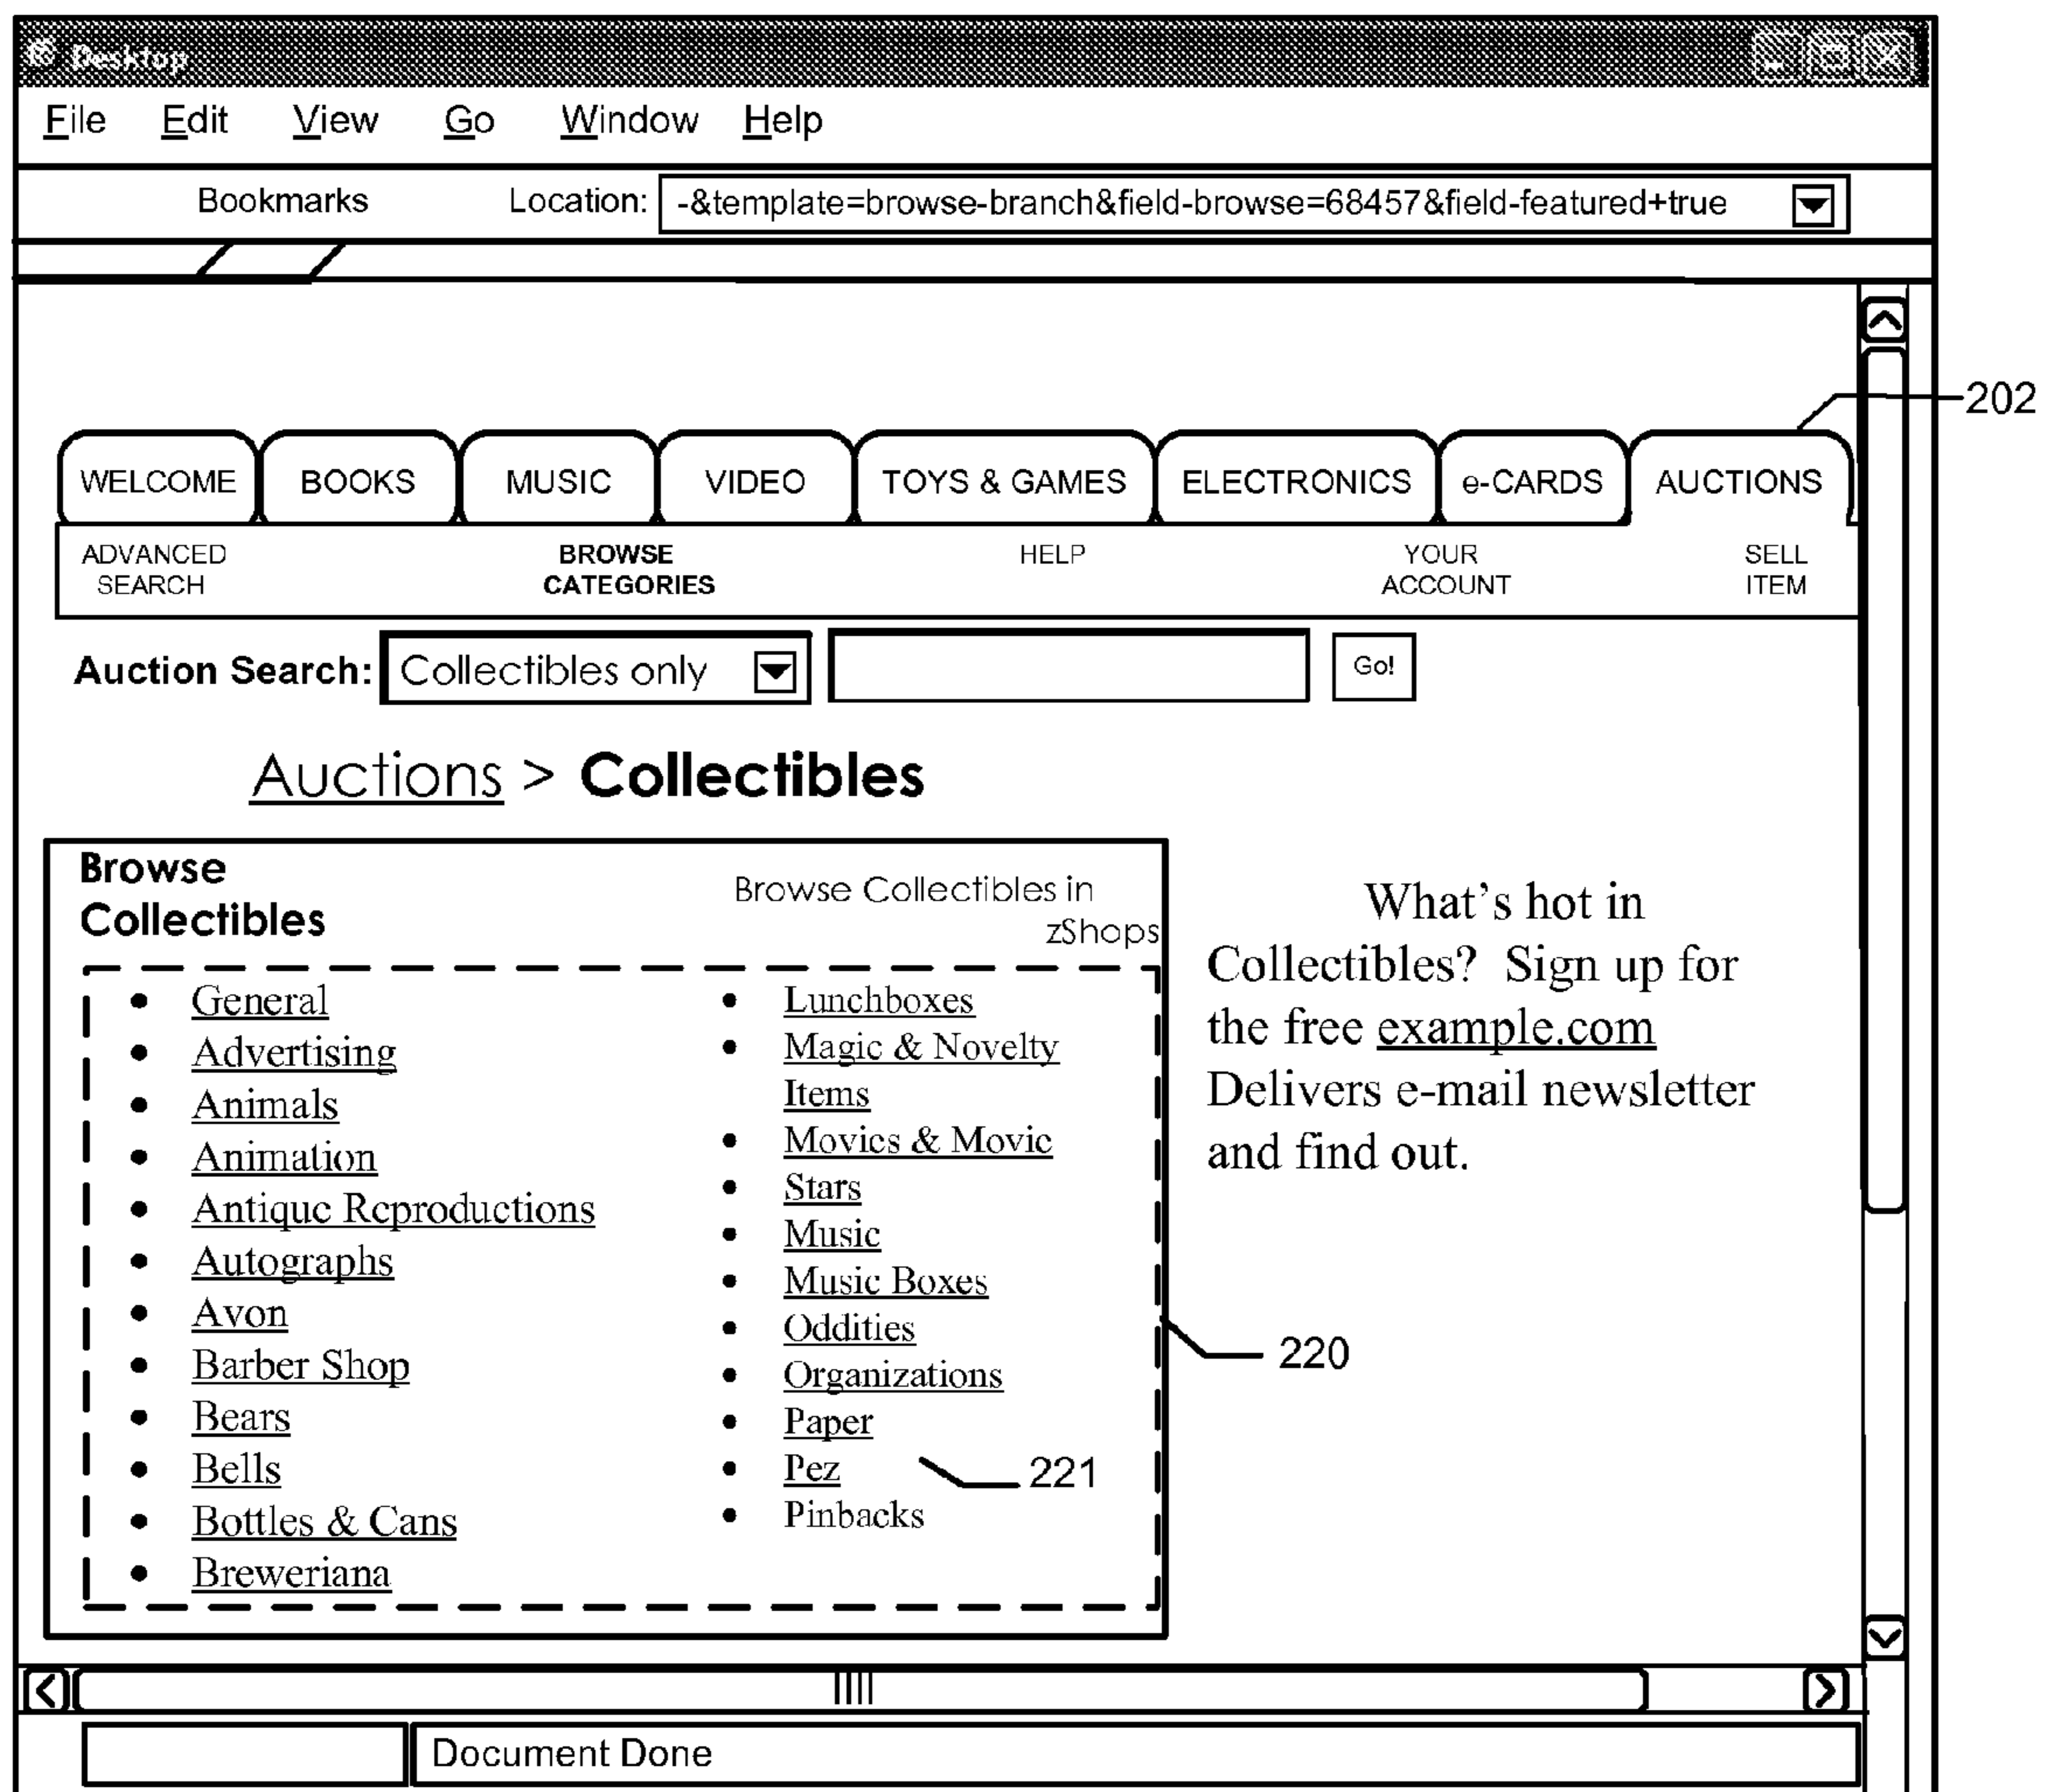 Desktop
File Edit View Go Window Help
Bookmarks Location: -&template=browse-branch&field-browse=68457&field-featured+true
202
WELCOME BOOKS MUSIC VIDEO TOYS & GAMES ELECTRONICS e-CARDS AUCTIONS
ADVANCED SEARCH BROWSE CATEGORIES HELP YOUR ACCOUNT SELL ITEM
Auction Search: Collectibles only Go!
Auctions > Collectibles
Browse
Collectibles
Browse Collectibles in
zShops
• General
• Advertising
• Animals
• Animation
• Antique Reproductions
• Autographs
• Avon
• Barber Shop
• Bears
• Bells
• Bottles & Cans
• Breweriana
• Lunchboxes
• Magic & Novelty
Items
• Movies & Movie
• Stars
• Music
• Music Boxes
• Oddities
• Organizations
• Paper
• Pez
221
• Pinbacks
220
What's hot in
Collectibles? Sign up for
the free example.com
Delivers e-mail newsletter
and find out.
Document Done